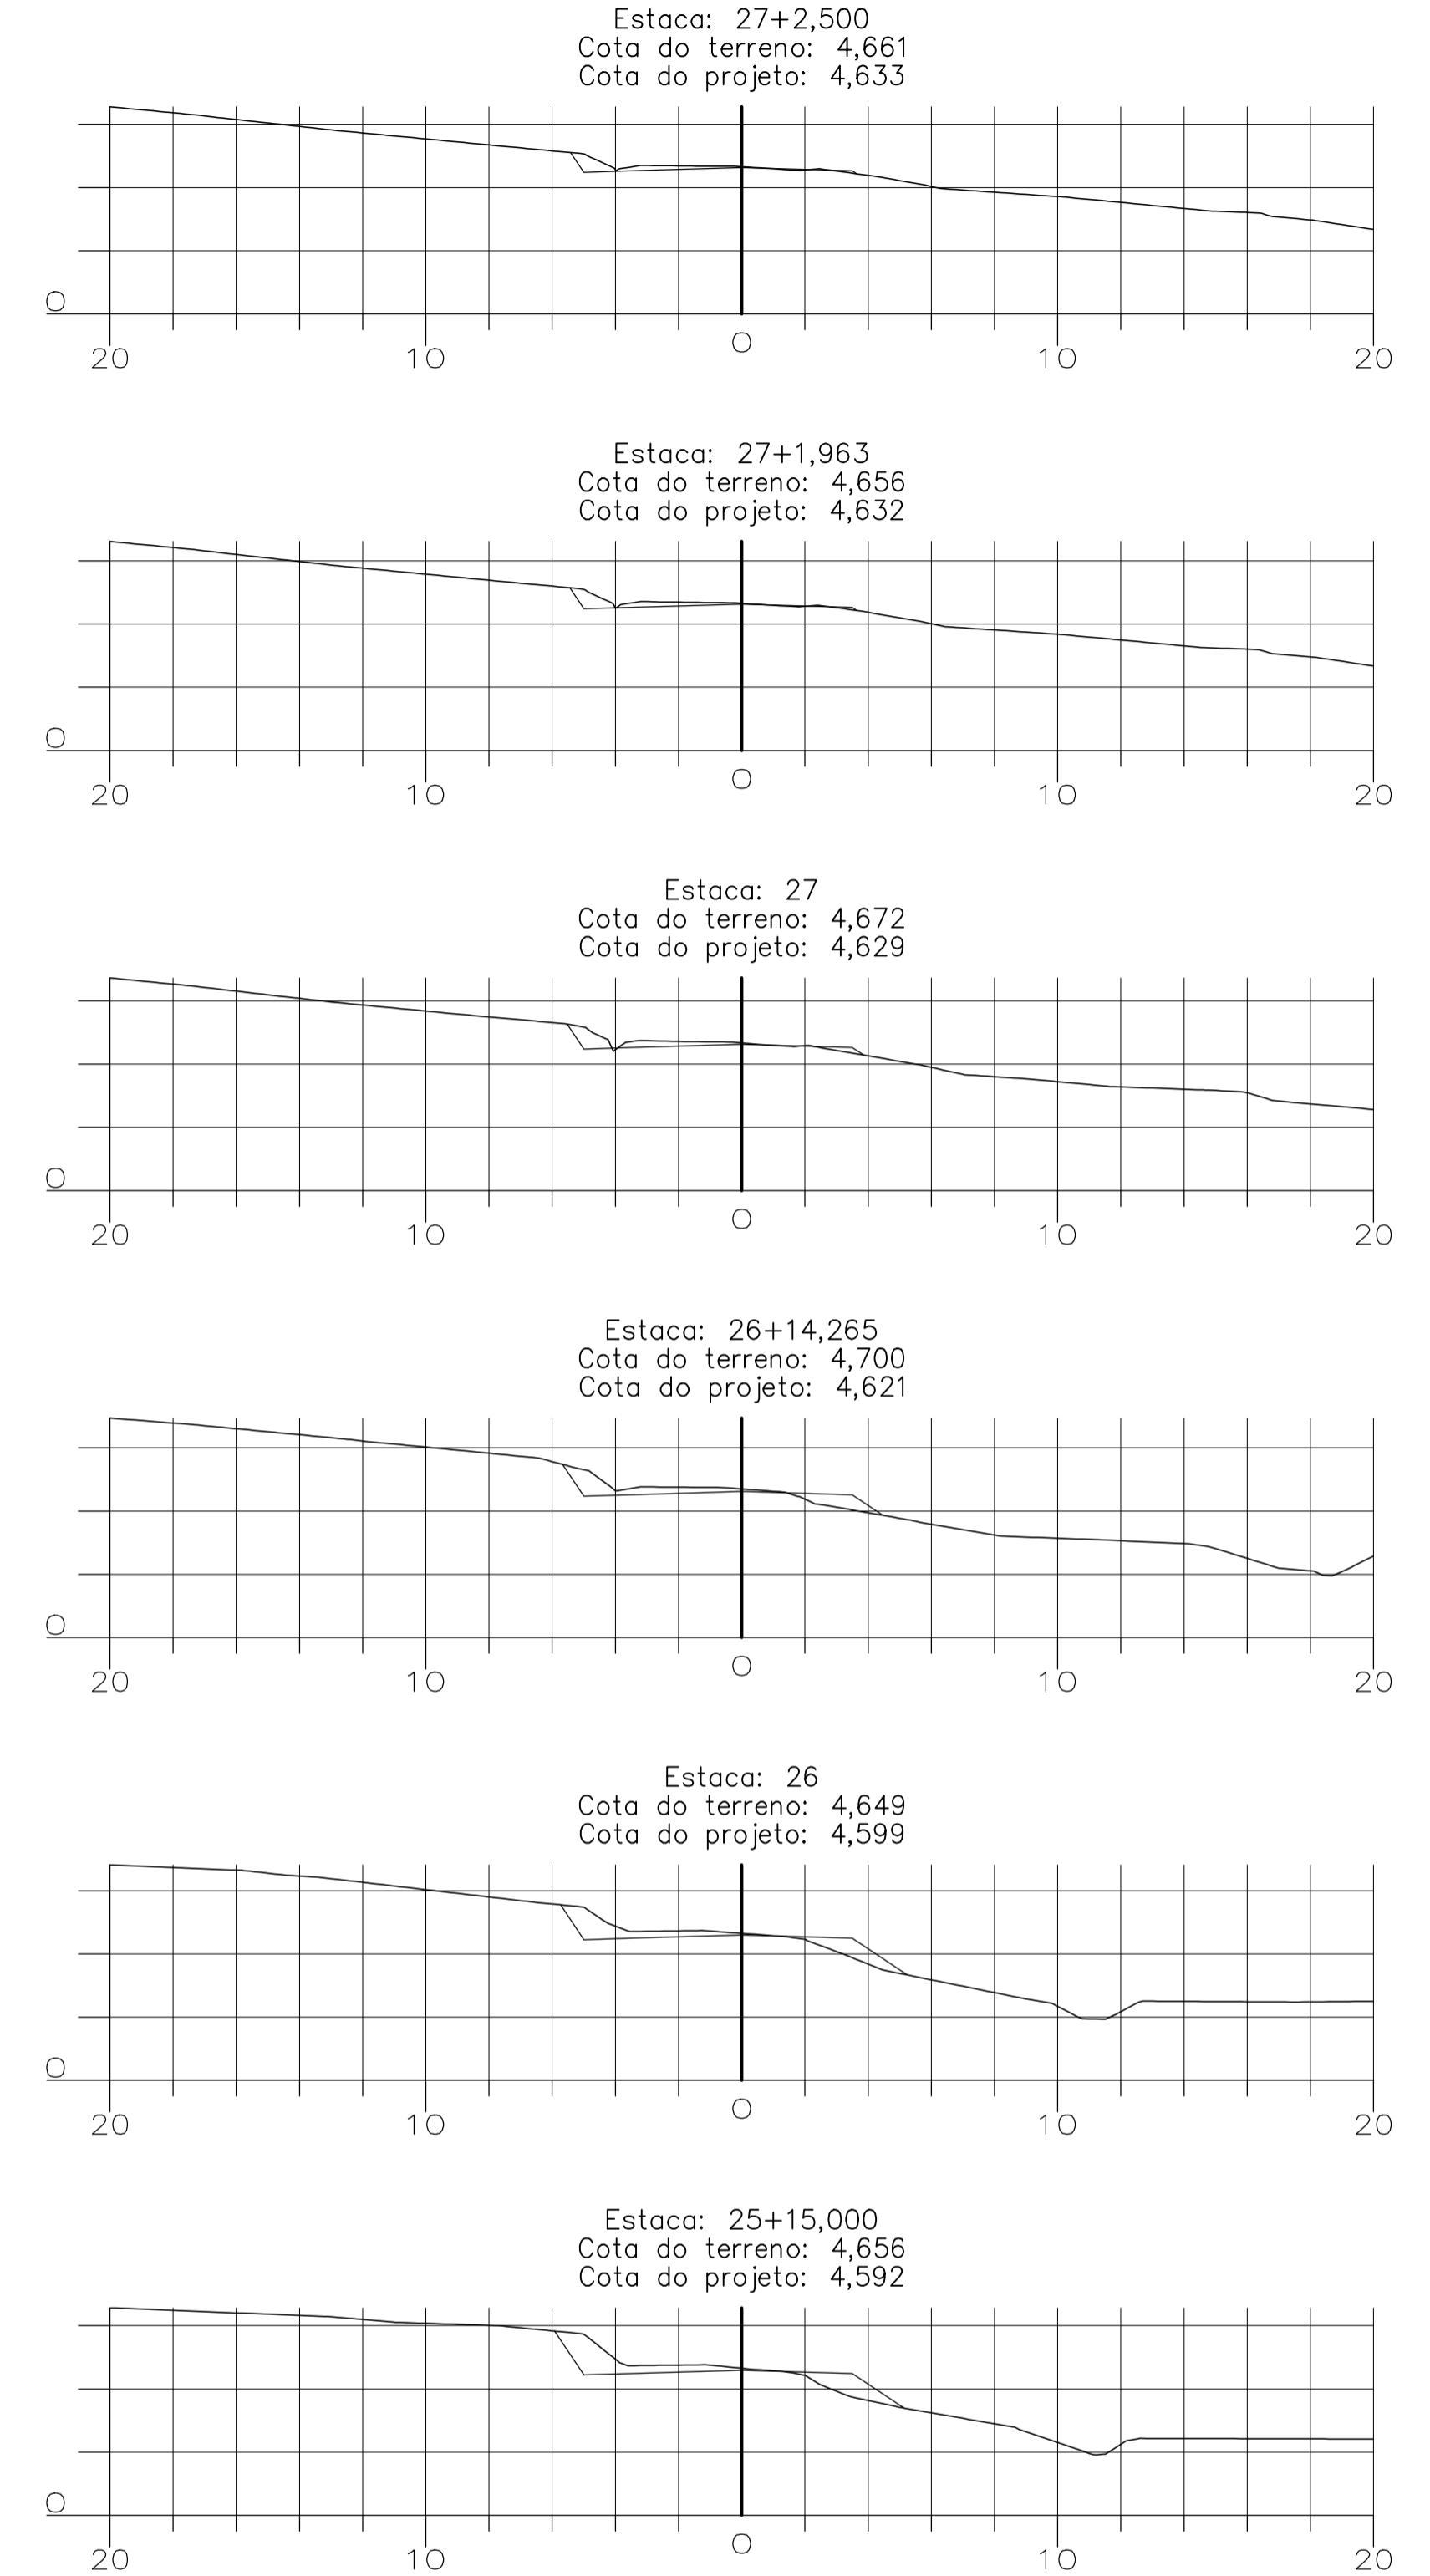 Estaca: 27+2,500
Cota do terreno: 4,661
Cota do projeto: 4,633
0
20 10 0 10 20
Estaca: 27+1,963
Cota do terreno: 4,656
Cota do projeto: 4,632
0
20 10 0 10 20
Estaca: 27
Cota do terreno: 4,672
Cota do projeto: 4,629
0
20 10 0 10 20
Estaca: 26+14,265
Cota do terreno: 4,700
Cota do projeto: 4,621
0
20 10 0 10 20
Estaca: 26
Cota do terreno: 4,649
Cota do projeto: 4,599
0
20 10 0 10 20
Estaca: 25+15,000
Cota do terreno: 4,656
Cota do projeto: 4,592
0
20 10 0 10 20